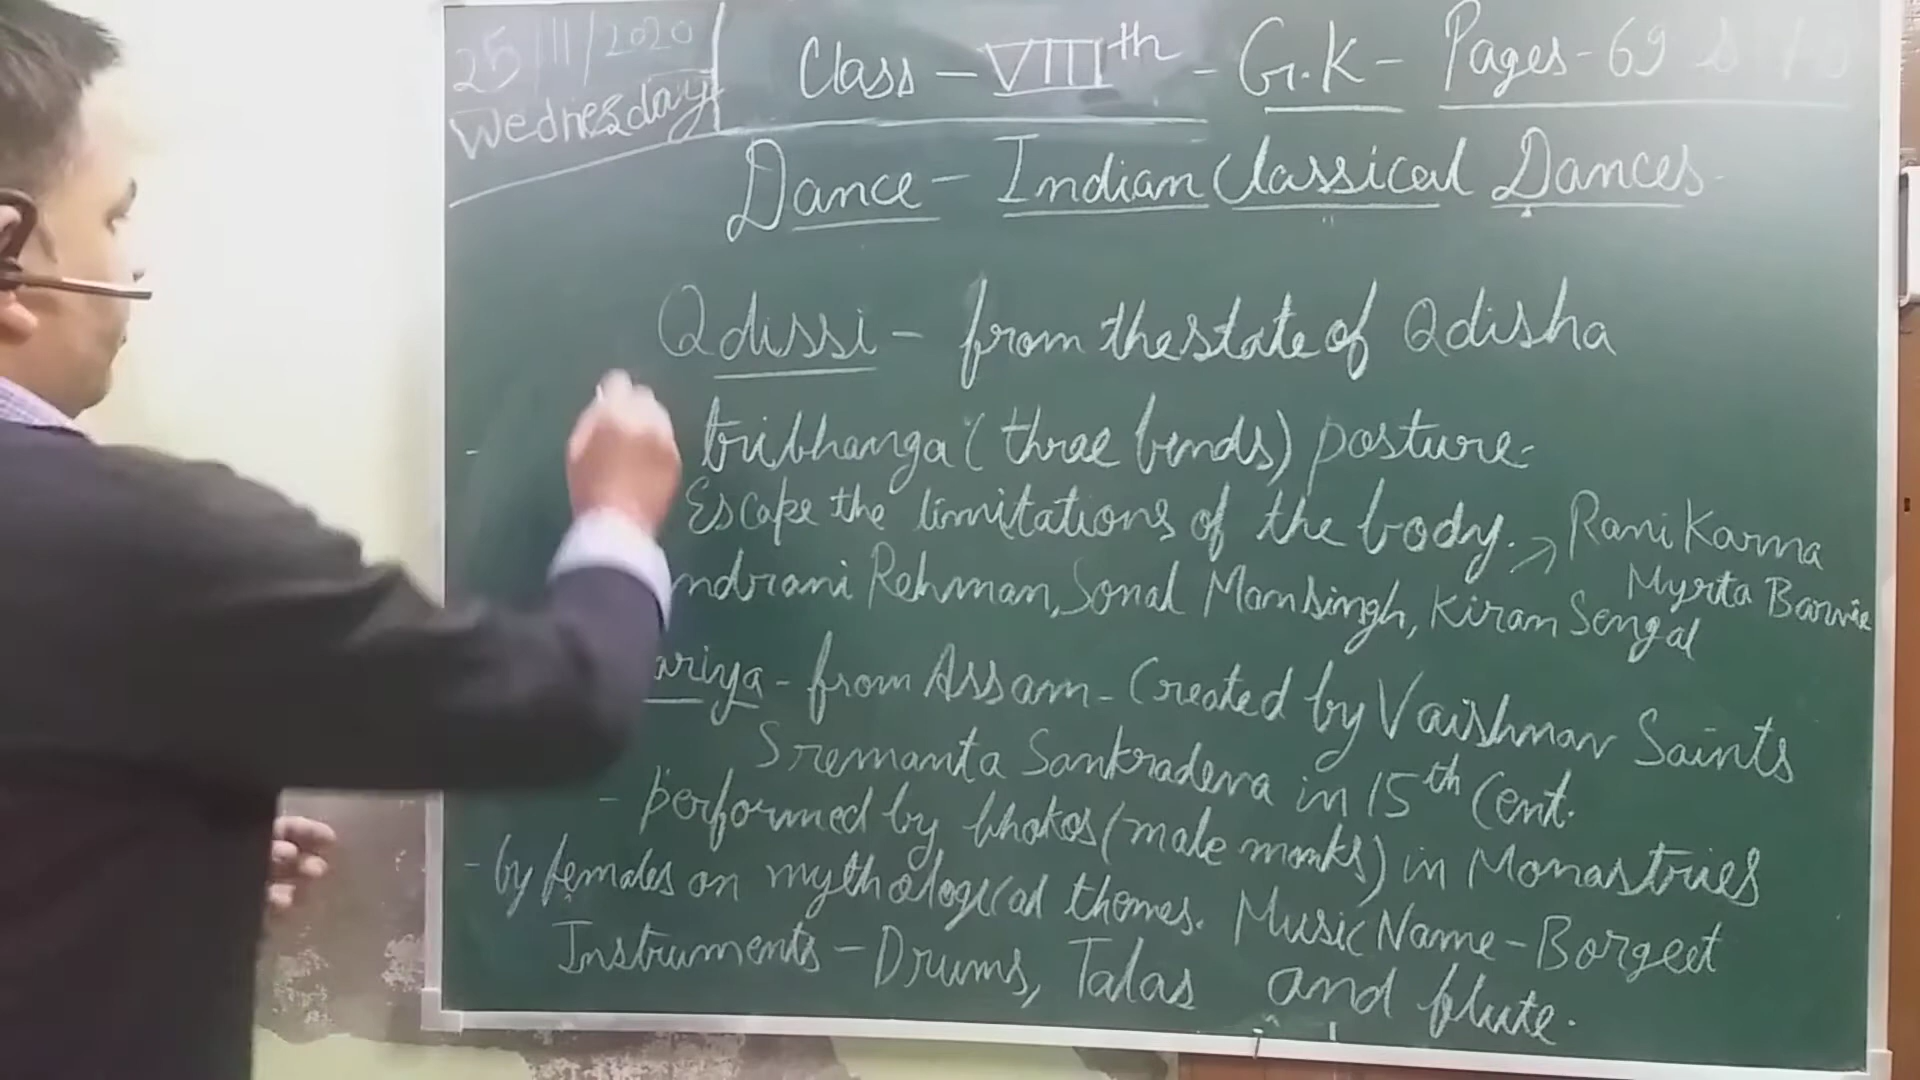 25/11/2020
Wednesday
Class - VIIIth - G.K - Pages - 69 &
Dance - Indian Classical Dances.
Odissi - from the state of Odisha
- tribhanga (three bends) posture.
Escape the limitations of the body. → Rani Karna
Myrta Barvie
ndrani Rehman, Sonal Mansingh, Kiran Sengal
ariya - from Assam - Created by Vaishnav Saints
Sremanta Sankradeva in 15th Cent.
- performed by bhokos (male monks) in Monastries
- by females on mythological themes. Music Name - Borgeet
Instruments - Drums, Talas and flute.